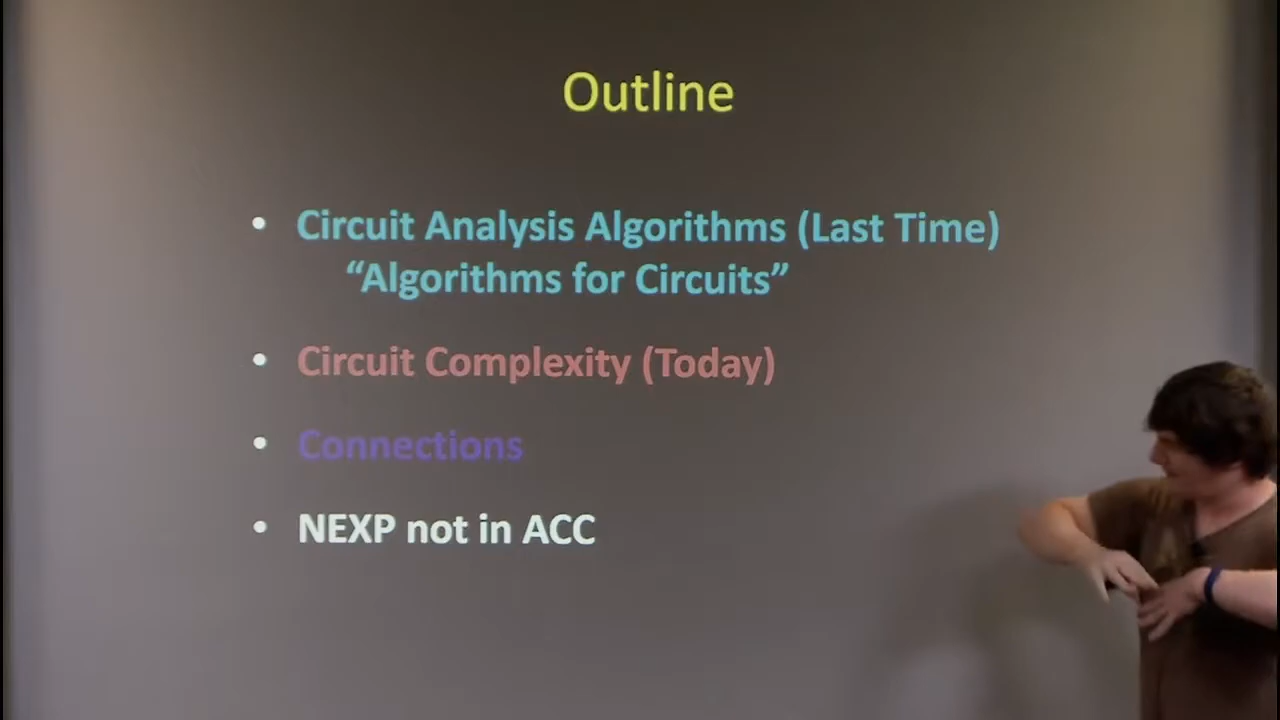 Outline
• Circuit Analysis Algorithms (Last Time)
“Algorithms for Circuits”
• Circuit Complexity (Today)
• Connections
• NEXP not in ACC